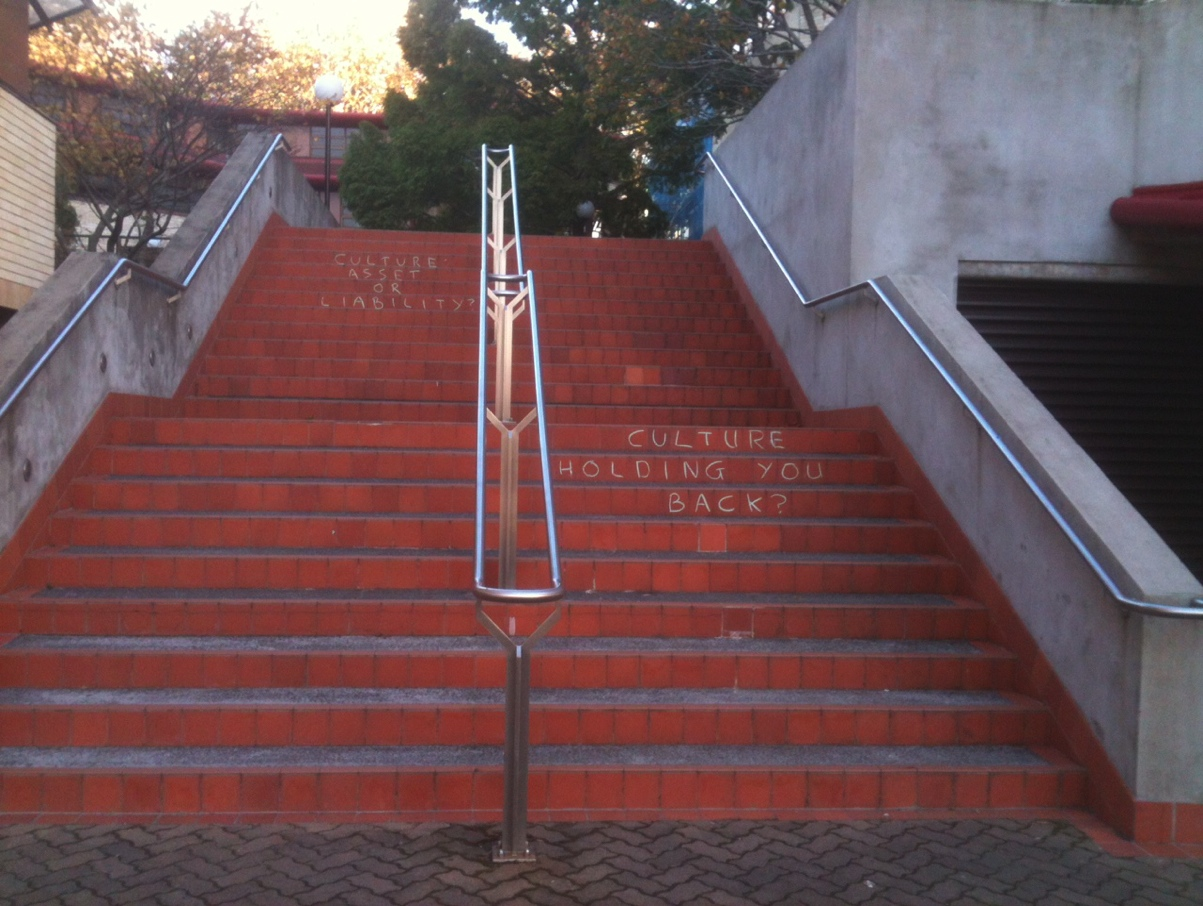 CULTURE
ASSET
OR
LIABILITY?
CULTURE
HOLDING YOU
BACK?